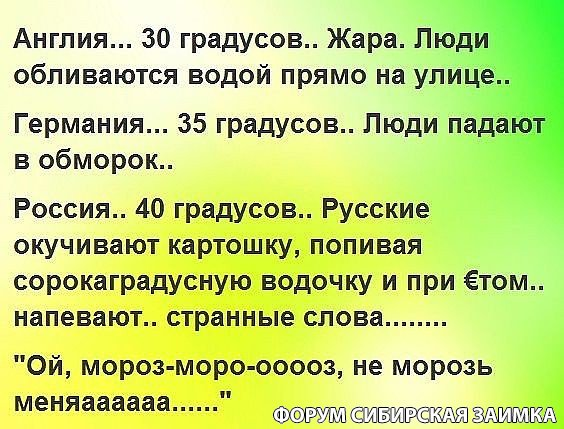 Англия... 30 градусов.. Жара. Люди
обливаются водой прямо на улице..
Германия... 35 градусов.. Люди падают
в обморок..
Россия.. 40 градусов.. Русские
окучивают картошку, попивая
сорокаградусную водочку и при €том..
напевают.. странные слова........
"Ой, мороз-моро-ооооз, не морозь
меняаааааа......"
ФОРУМ СИБИРСКАЯ ЗАИМКА